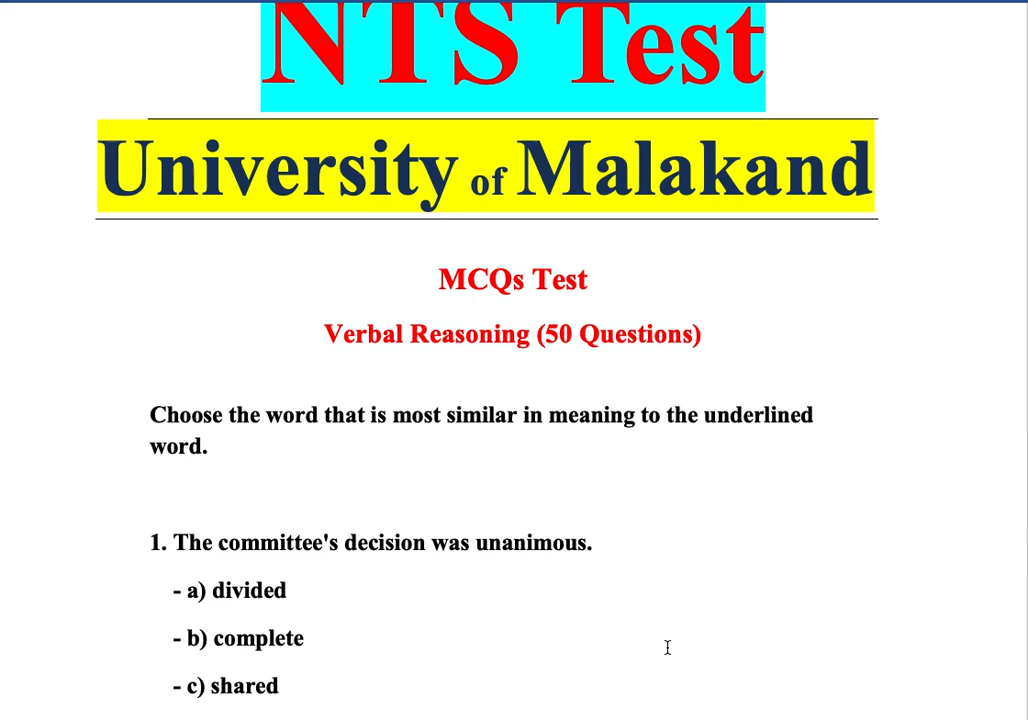 NTS Test
University of Malakand
MCQs Test
Verbal Reasoning (50 Questions)
Choose the word that is most similar in meaning to the underlined
word.
1. The committee's decision was unanimous.
- a) divided
- b) complete
- c) shared